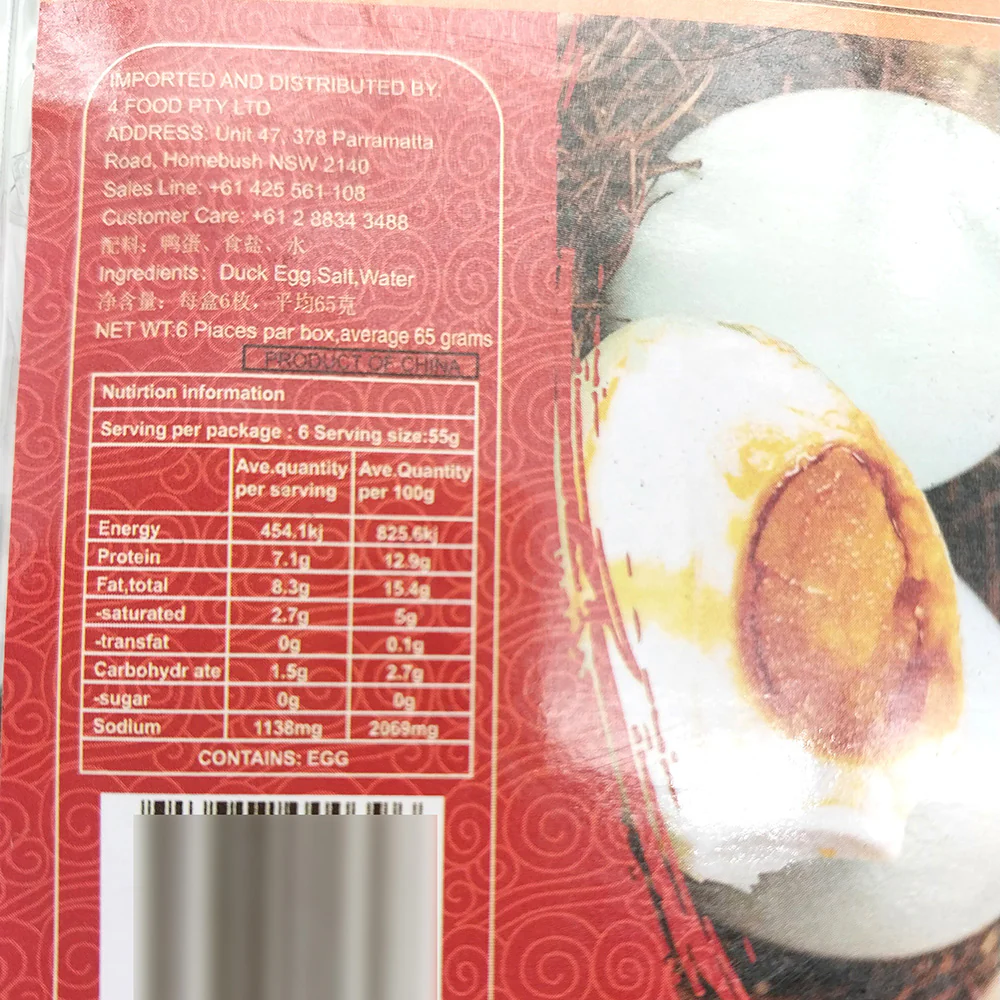 IMPORTED AND DISTRIBUTED BY:
4 FOOD PTY LTD
ADDRESS: Unit 47, 378 Parramatta
Road, Homebush NSW 2140
Sales Line: +61 425 561 108
Customer Care: +61 2 8834 3488
配料：鸭蛋、食盐、水
Ingredients: Duck Egg,Salt,Water
净含量：每盒6枚，平均65克
NET WT:6 Piaces par box,average 65 grams
PRODUCT OF CHINA
Nutirtion information
Serving per package : 6 Serving size:55g
Ave.quantity per serving Ave.Quantity per 100g
Energy 454.1kj 825.6kj
Protein 7.1g 12.9g
Fat,total 8.3g 15.4g
-saturated 2.7g 5g
-transfat 0g 0.1g
Carbohydr ate 1.5g 2.7g
-sugar 0g 0g
Sodlum 1138mg 2069mg
CONTAINS: EGG